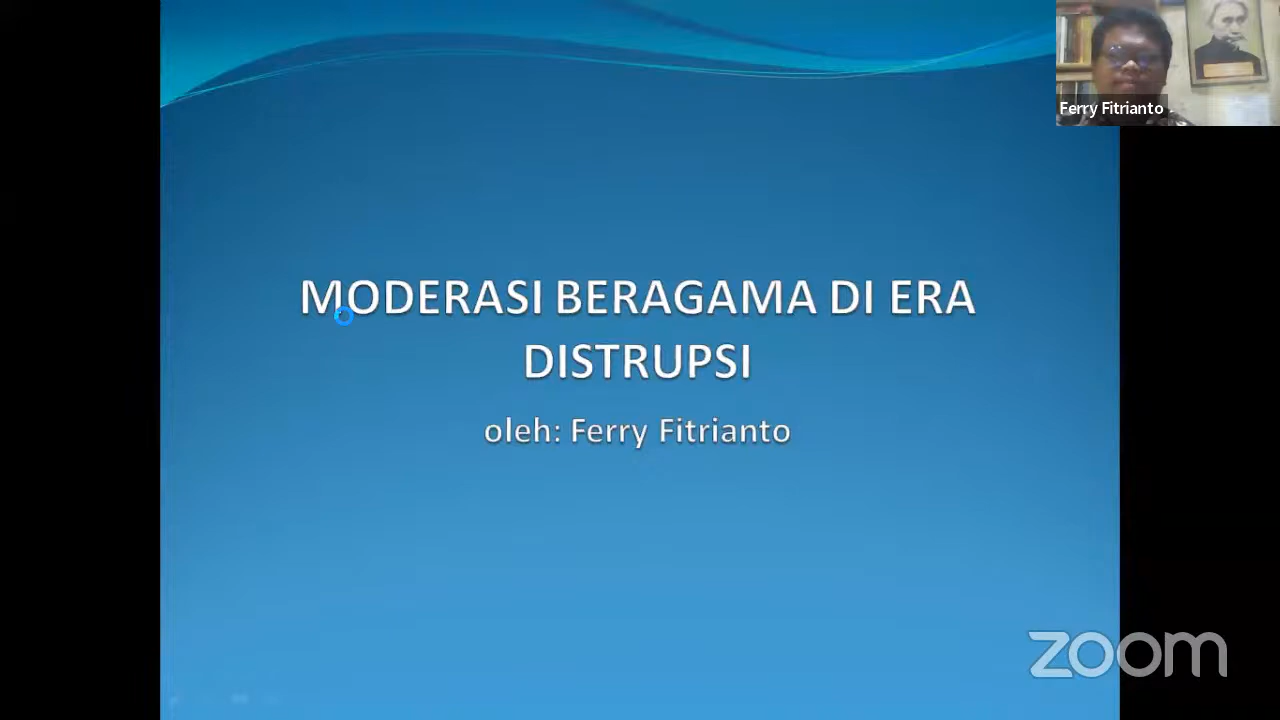 Ferry Fitrianto
MODERASI BERAGAMA DI ERA
DISTRUPSI
oleh: Ferry Fitrianto
zoom